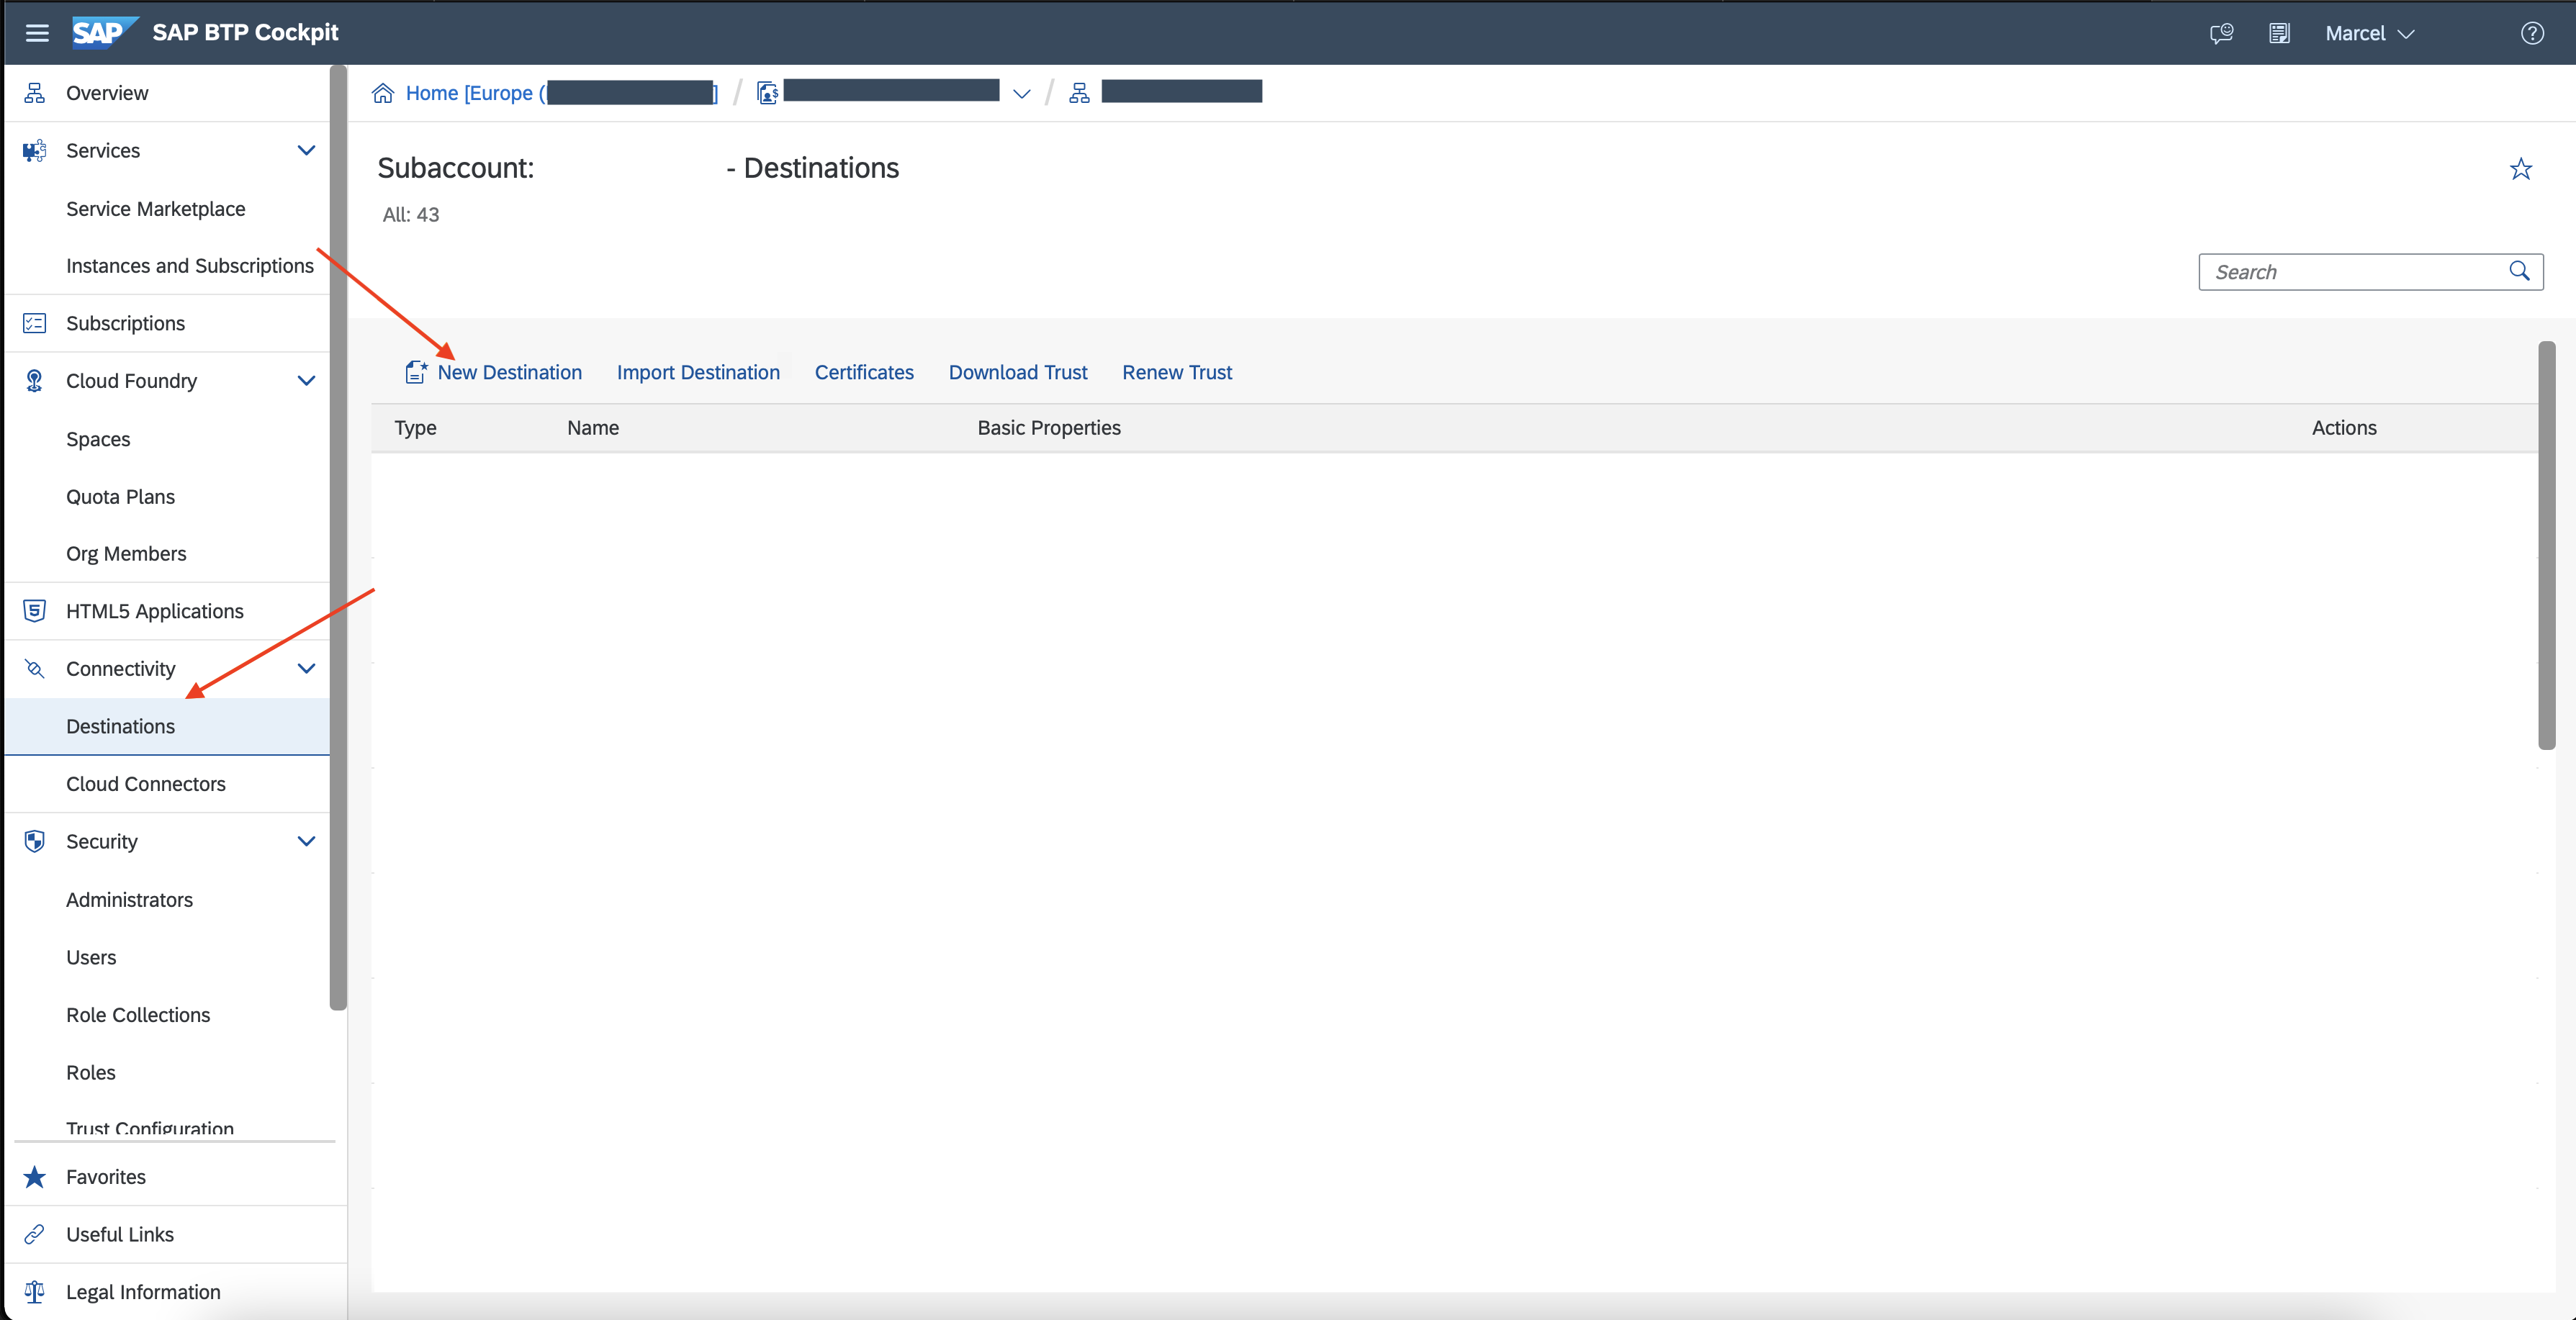 SAP SAP BTP Cockpit
Marcel
Overview
Services
Service Marketplace
Instances and Subscriptions
Subscriptions
Cloud Foundry
Spaces
Quota Plans
Org Members
HTML5 Applications
Connectivity
Destinations
Cloud Connectors
Security
Administrators
Users
Role Collections
Roles
Trust Configuration
Favorites
Useful Links
Legal Information
Home [Europe ( ] / /
Subaccount: - Destinations
All: 43
Search
New Destination Import Destination Certificates Download Trust Renew Trust
Type Name Basic Properties Actions